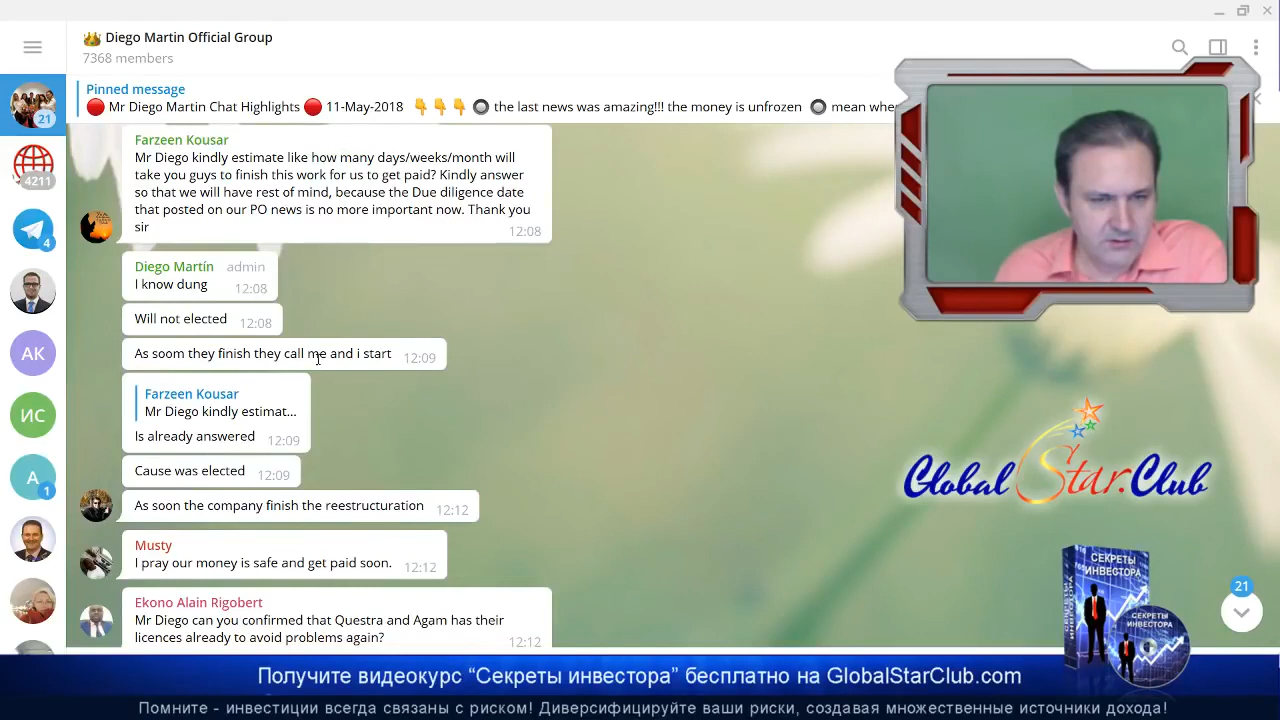 Diego Martin Official Group
7368 members
Pinned message
Mr Diego Martin Chat Highlights 11-May-2018 the last news was amazing!!! the money is unfrozen mean whe
21
4211
4
АК
ИС
А
1
Farzeen Kousar
Mr Diego kindly estimate like how many days/weeks/month will
take you guys to finish this work for us to get paid? Kindly answer
so that we will have rest of mind, because the Due diligence date
that posted on our PO news is no more important now. Thank you
sir
12:08
Diego Martín admin
I know dung 12:08
Will not elected 12:08
As soom they finish they call me and i start 12:09
Farzeen Kousar
Mr Diego kindly estimat...
Is already answered 12:09
Cause was elected 12:09
As soon the company finish the reestructuration 12:12
Musty
I pray our money is safe and get paid soon. 12:12
Ekono Alain Rigobert
Mr Diego can you confirmed that Questra and Agam has their
licences already to avoid problems again? 12:12
Global Star.Club
СЕКРЕТЫ
ИНВЕСТОРА
СЕКРЕТЫ
ИНВЕСТОРА
21
Получите видеокурс “Секреты инвестора” бесплатно на GlobalStarClub.com
Помните - инвестиции всегда связаны с риском! Диверсифицируйте ваши риски, создавая множественные источники дохода!